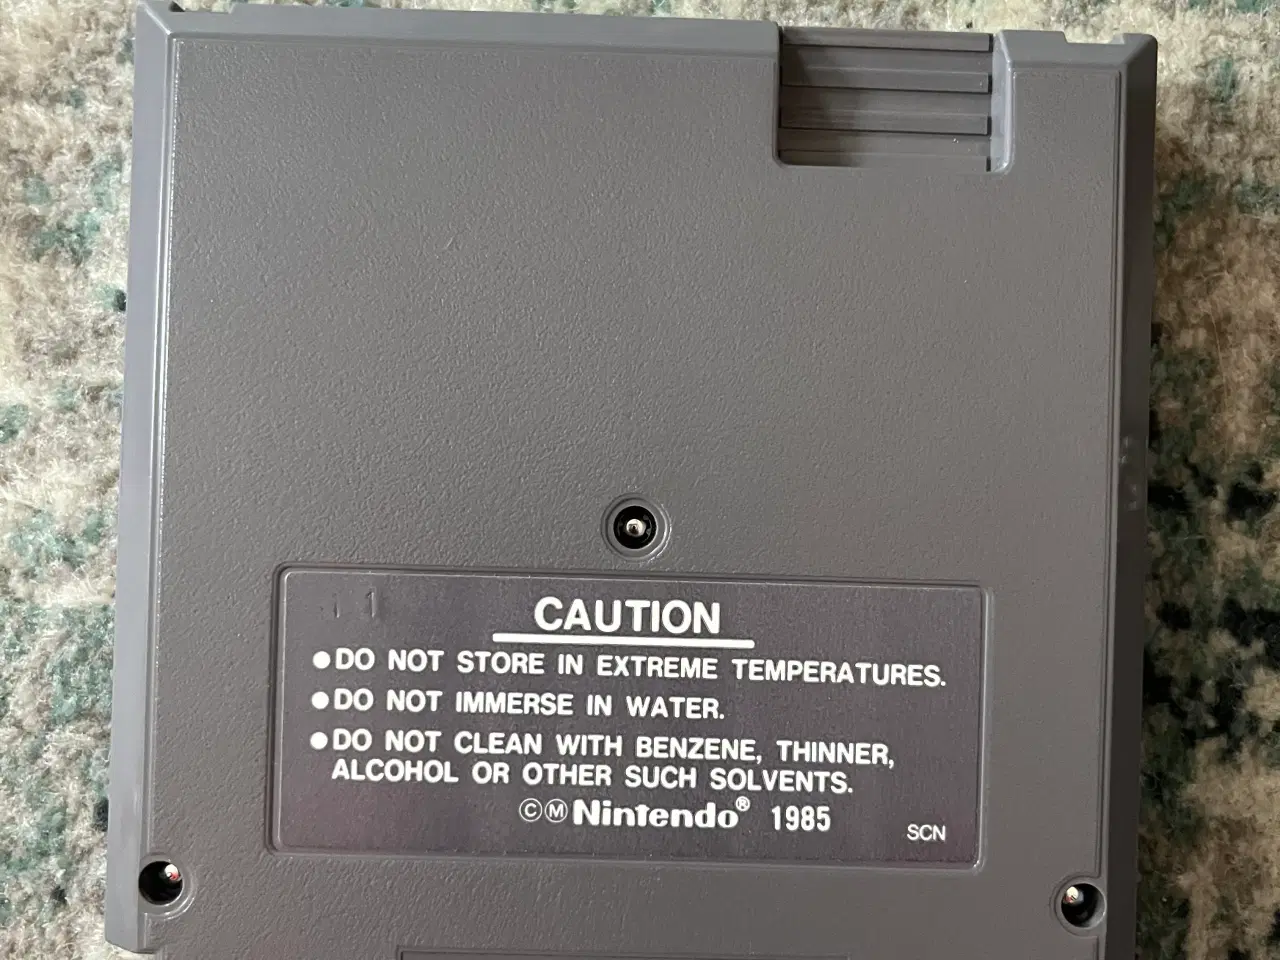 11
CAUTION
●DO NOT STORE IN EXTREME TEMPERATURES.
●DO NOT IMMERSE IN WATER.
●DO NOT CLEAN WITH BENZENE, THINNER,
ALCOHOL OR OTHER SUCH SOLVENTS.
©Ⓜ Nintendo® 1985
SCN